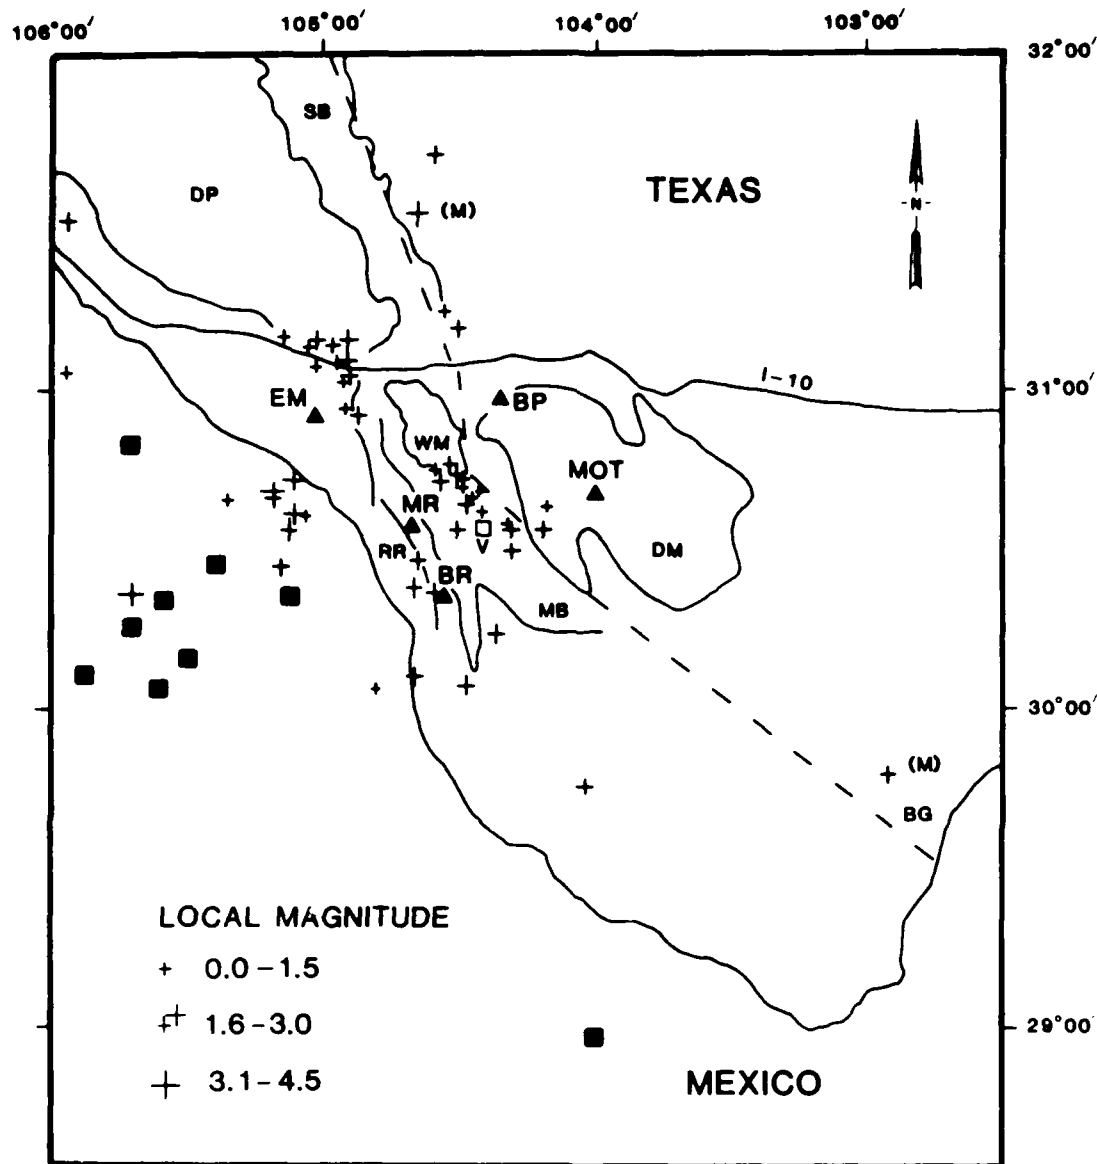 106°00′ 105°00′ 104°00′ 103°00′
32°00′
SB
DP
TEXAS
(M)
N
I-10
31°00′
EM
BP
WM
MOT
MR
V
RR
DM
BR
MB
30°00′
(M)
BG
LOCAL MAGNITUDE
0.0-1.5
1.6-3.0
3.1-4.5
29°00′
MEXICO